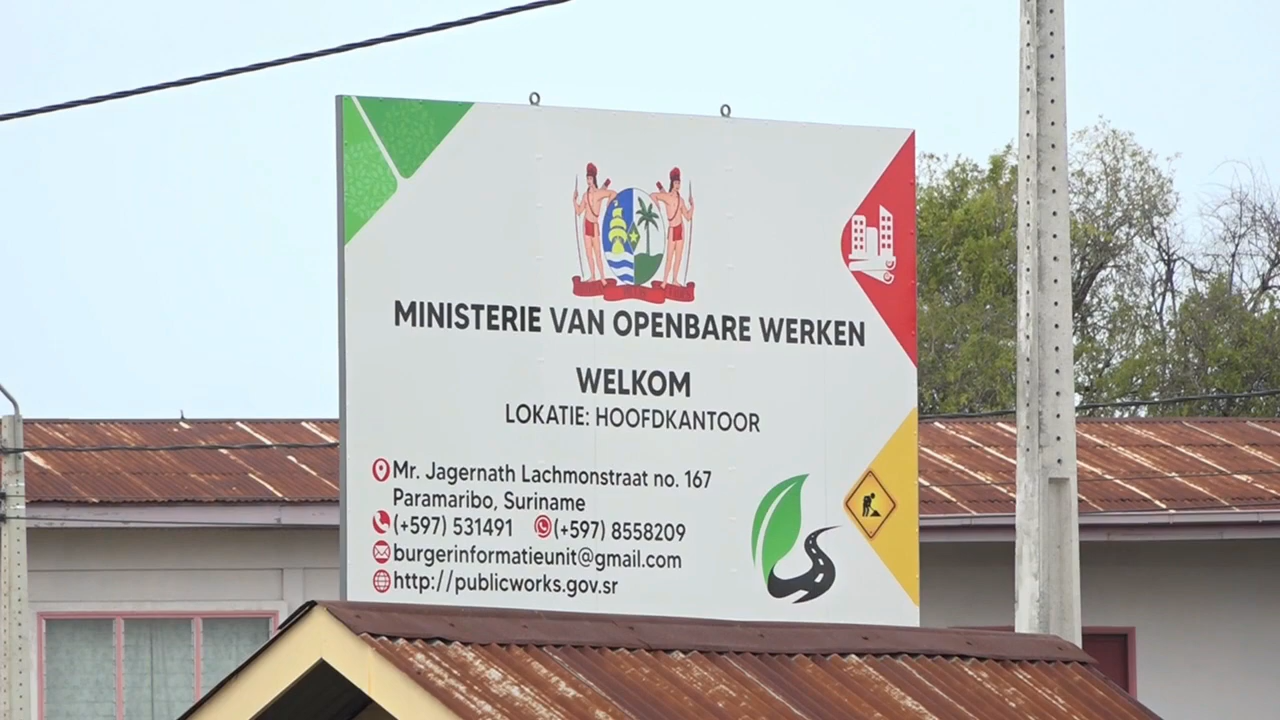 MINISTERIE VAN OPENBARE WERKEN
WELKOM
LOKATIE: HOOFDKANTOOR
Mr. Jagernath Lachmonstraat no. 167
Paramaribo, Suriname
(+597) 531491 (+597) 8558209
burgerinformatieunit@gmail.com
http://publicworks.gov.sr